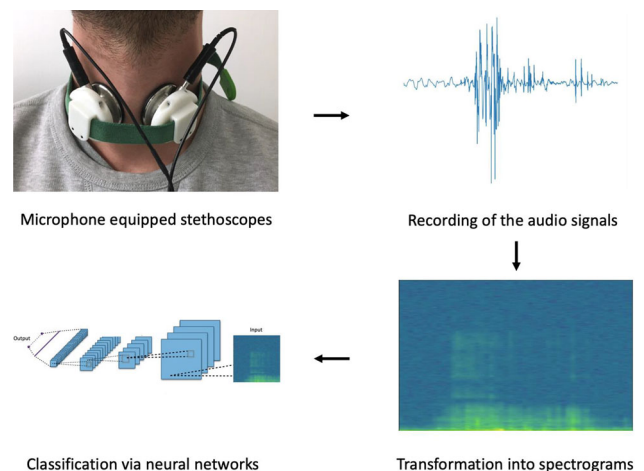 Microphone equipped stethoscopes
Recording of the audio signals
Output
Input
Classification via neural networks
Transformation into spectrograms